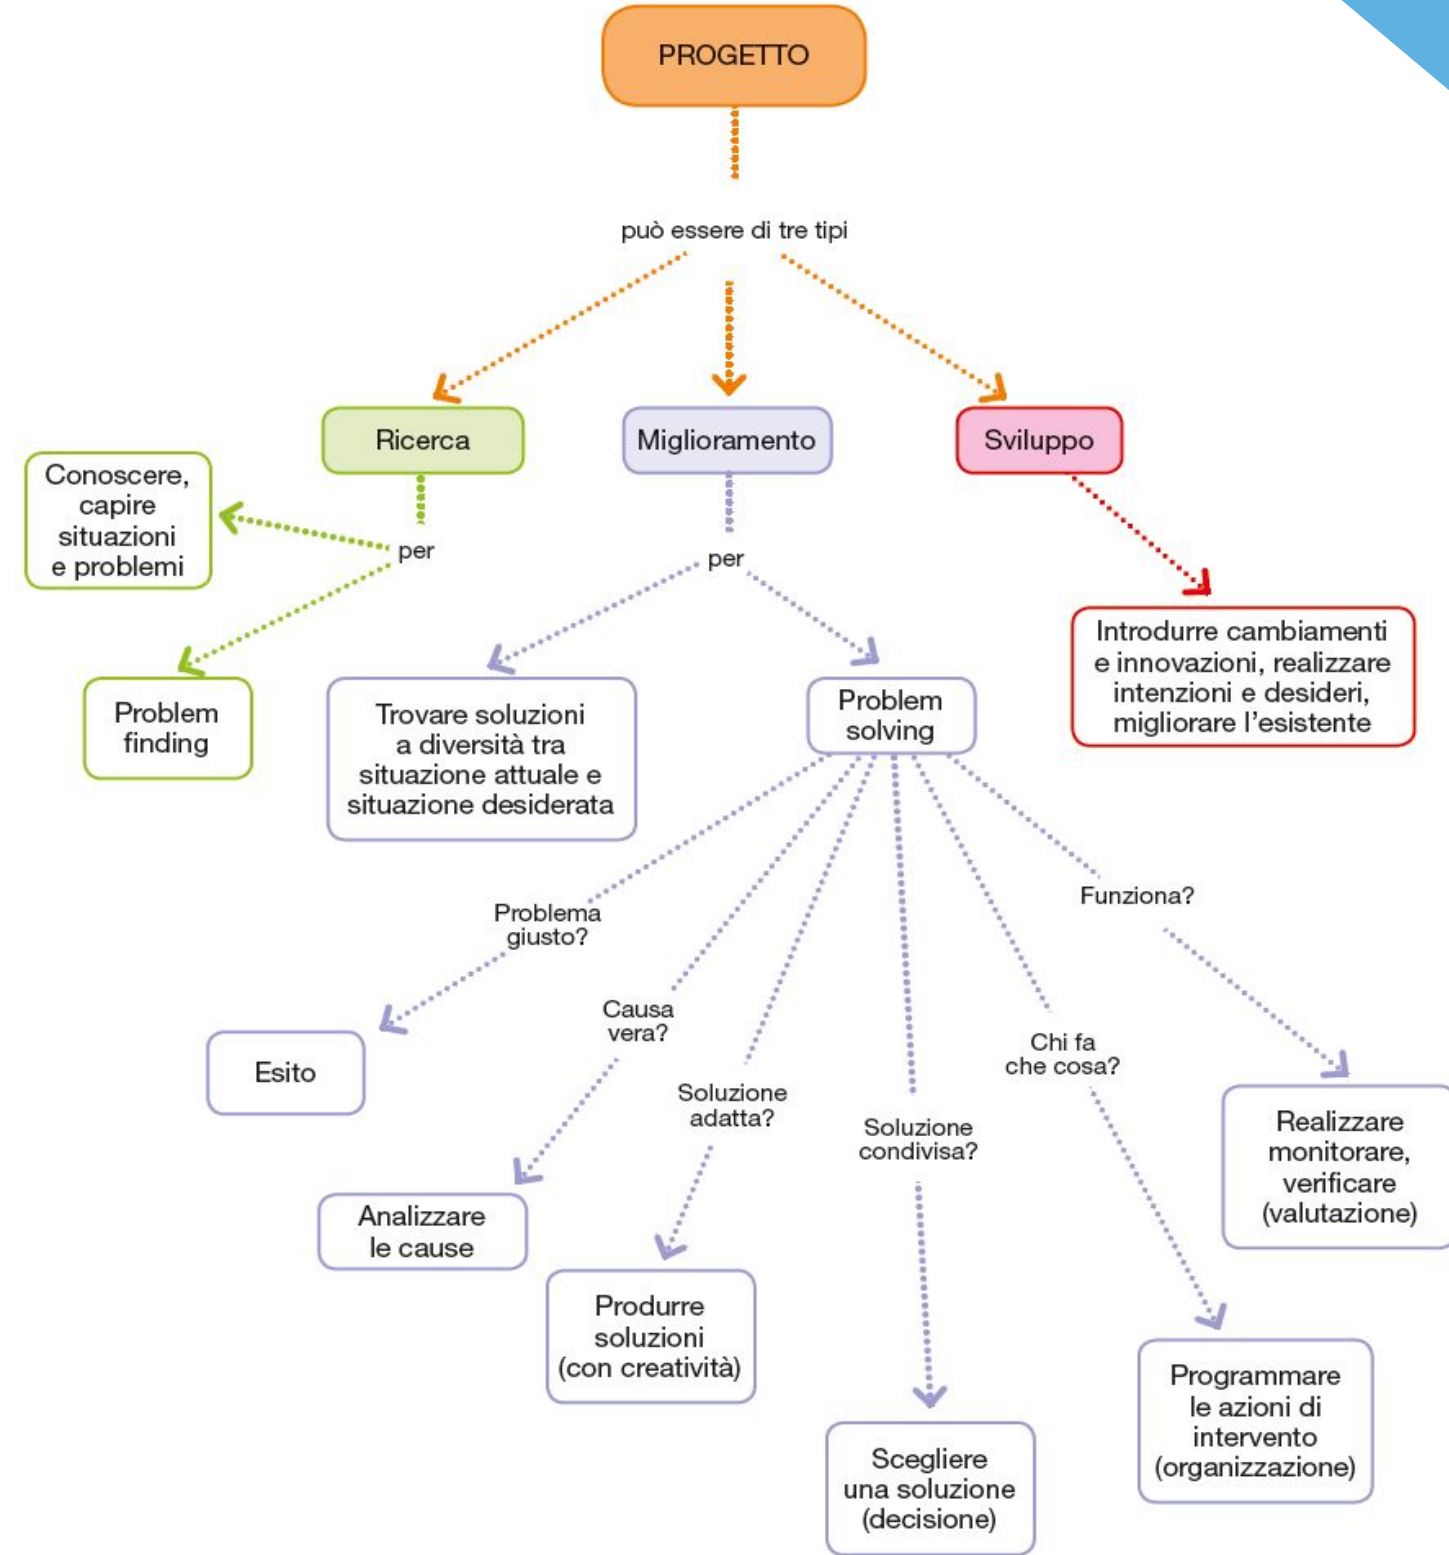 PROGETTO
può essere di tre tipi
Ricerca
Miglioramento
Sviluppo
Conoscere,
capire
situazioni
e problemi
per
per
Problem
finding
Trovare soluzioni
a diversità tra
situazione attuale e
situazione desiderata
Problem
solving
Introdurre cambiamenti
e innovazioni, realizzare
intenzioni e desideri,
migliorare l'esistente
Problema
giusto?
Causa
vera?
Soluzione
adatta?
Soluzione
condivisa?
Chi fa
che cosa?
Funziona?
Esito
Analizzare
le cause
Produrre
soluzioni
(con creatività)
Scegliere
una soluzione
(decisione)
Programmare
le azioni di
intervento
(organizzazione)
Realizzare
monitorare,
verificare
(valutazione)